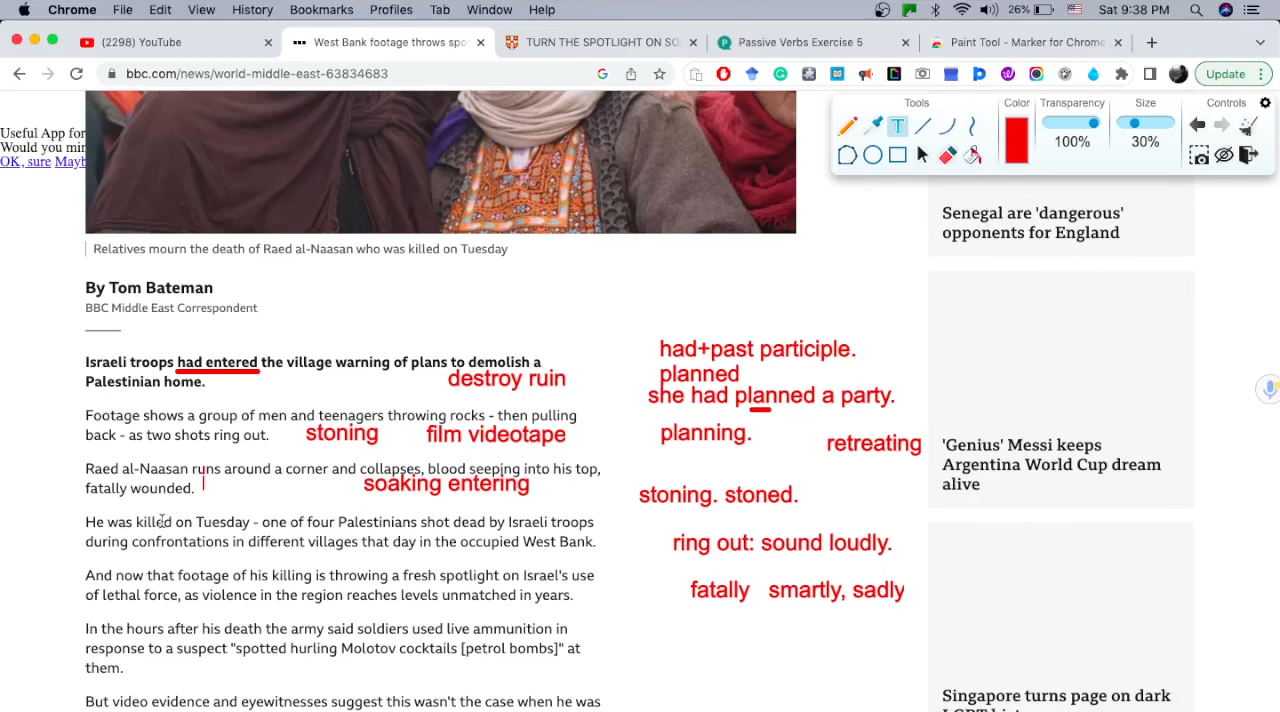 Chrome File Edit View History Bookmarks Profiles Tab Window Help 26% Sat 9:38 PM
(2298) YouTube West Bank footage throws spo TURN THE SPOTLIGHT ON SO Passive Verbs Exercise 5 Paint Tool - Marker for Chrome
bbc.com/news/world-middle-east-63834683 Update
Tools Color Transparency Size Controls
100% 30%
Useful App for
Would you min
OK, sure Mayb
Senegal are 'dangerous'
opponents for England
Relatives mourn the death of Raed al-Naasan who was killed on Tuesday
By Tom Bateman
BBC Middle East Correspondent
Israeli troops had entered the village warning of plans to demolish a
Palestinian home.
destroy ruin
Footage shows a group of men and teenagers throwing rocks - then pulling
back - as two shots ring out.
stoning film videotape
Raed al-Naasan runs around a corner and collapses, blood seeping into his top,
fatally wounded.
soaking entering
He was killed on Tuesday - one of four Palestinians shot dead by Israeli troops
during confrontations in different villages that day in the occupied West Bank.
And now that footage of his killing is throwing a fresh spotlight on Israel's use
of lethal force, as violence in the region reaches levels unmatched in years.
In the hours after his death the army said soldiers used live ammunition in
response to a suspect "spotted hurling Molotov cocktails [petrol bombs]" at
them.
But video evidence and eyewitnesses suggest this wasn't the case when he was
had+past participle.
planned
she had planned a party.
planning.
retreating
stoning. stoned.
ring out: sound loudly.
fatally smartly, sadly
'Genius' Messi keeps
Argentina World Cup dream
alive
Singapore turns page on dark